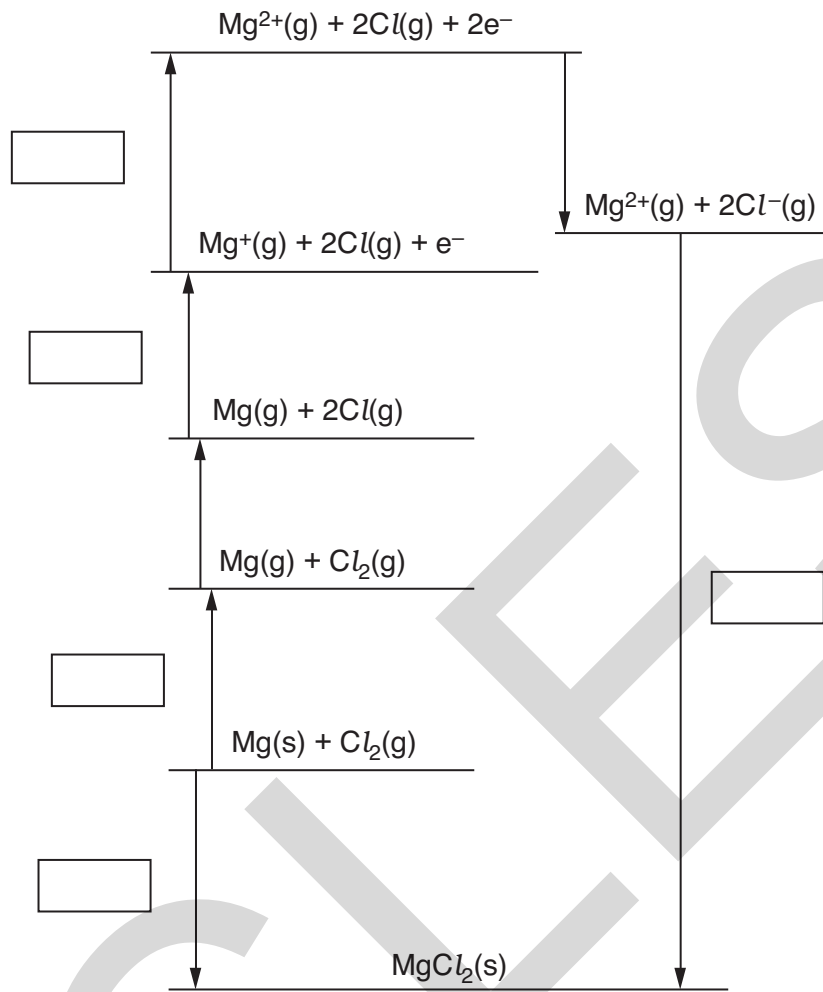 Mg²⁺(g) + 2Cl(g) + 2e⁻
Mg²⁺(g) + 2Cl⁻(g)
Mg⁺(g) + 2Cl(g) + e⁻
Mg(g) + 2Cl(g)
Mg(g) + Cl₂(g)
Mg(s) + Cl₂(g)
MgCl₂(s)